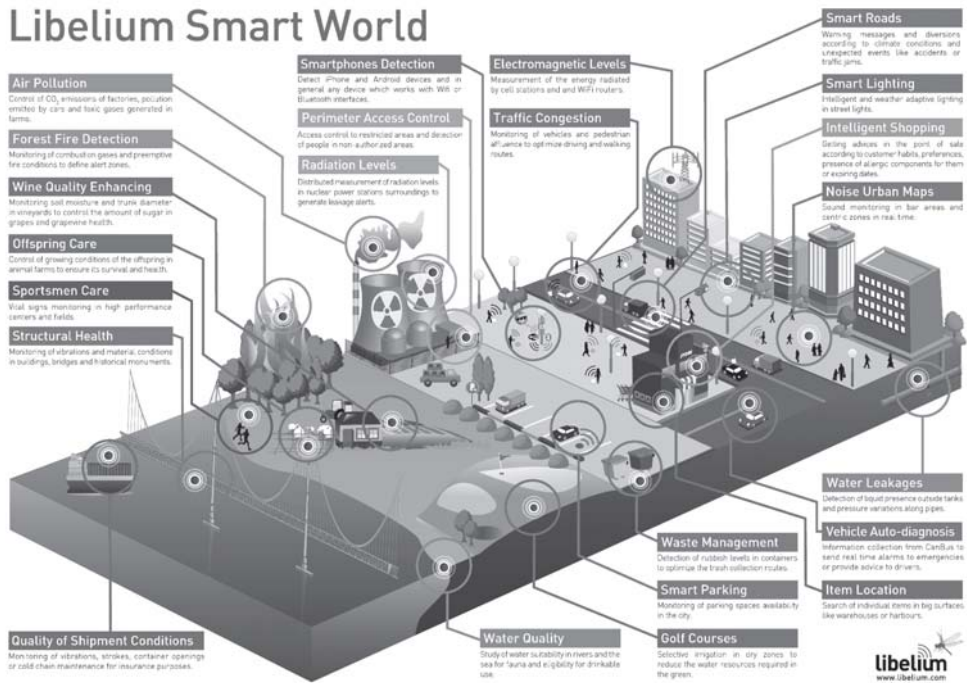 Libelium Smart World
Air Pollution
Control of CO₂ emissions of factories, pollution
emitted by cars and toxic gases generated in
farms.
Forest Fire Detection
Monitoring of combustion gases and preemptive
fire conditions to define alert zones.
Wine Quality Enhancing
Monitoring soil moisture and trunk diameter
in vineyards to control the amount of sugar in
grapes and grapevine health.
Offspring Care
Control of growing conditions of the offspring in
animal farms to ensure its survival and health.
Sportsmen Care
Vital signs monitoring in high performance
centers and fields.
Structural Health
Monitoring of vibrations and material conditions
in buildings, bridges and historical monuments.
Quality of Shipment Conditions
Monitoring of vibrations, strokes, container openings
or cold chain maintenance for insurance purposes.
Smartphones Detection
Detect iPhone and Android devices and in
general any device which works with Wifi or
Bluetooth interfaces.
Perimeter Access Control
Access control to restricted areas and detection
of people in non-authorized areas.
Radiation Levels
Distributed measurement of radiation levels
in nuclear power stations surroundings to
generate leakage alerts.
Electromagnetic Levels
Measurement of the energy radiated
by cell stations and and WiFi routers.
Traffic Congestion
Monitoring of vehicles and pedestrian
affluence to optimize driving and walking
routes.
Smart Roads
Warning messages and diversions
according to climate conditions and
unexpected events like accidents or
traffic jams.
Smart Lighting
Intelligent and weather adaptive lighting
in street lights.
Intelligent Shopping
Getting advices in the point of sale
according to customer habits, preferences,
presence of allergic components for them
or expiring dates.
Noise Urban Maps
Sound monitoring in bar areas and
centric zones in real time.
Water Leakages
Detection of liquid presence outside tanks
and pressure variations along pipes.
Vehicle Auto-diagnosis
Information collection from CanBus to
send real time alarms to emergencies
or provide advice to drivers.
Item Location
Search of individual items in big surfaces
like warehouses or harbours.
Waste Management
Detection of rubbish levels in containers
to optimize the trash collection routes.
Smart Parking
Monitoring of parking spaces availability
in the city.
Golf Courses
Selective irrigation in dry zones to
reduce the water resources required in
the green.
Water Quality
Study of water suitability in rivers and the
sea for fauna and eligibility for drinkable
use.
libelium
www.libelium.com